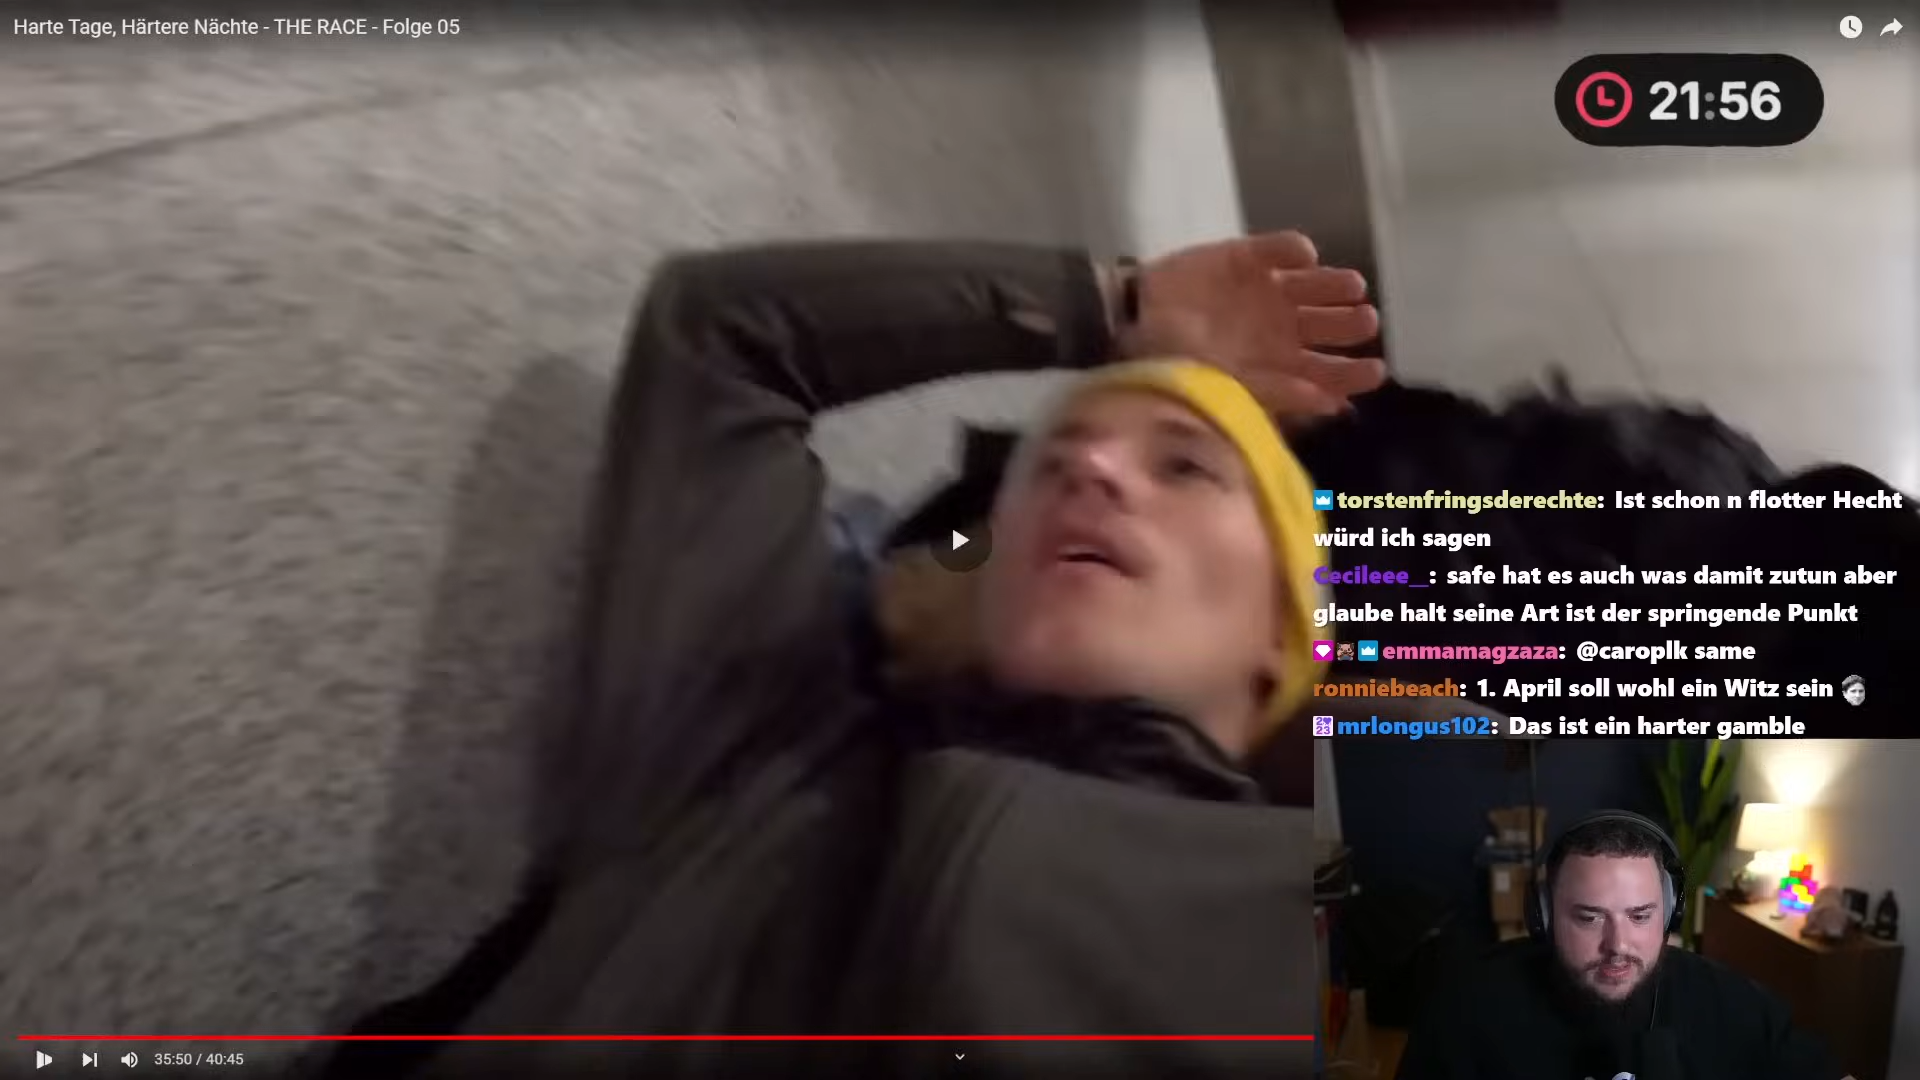 Harte Tage, Härtere Nächte - THE RACE - Folge 05
21:56
torstenfringsderechte: Ist schon n flotter Hecht
würd ich sagen
Cecileee__: safe hat es auch was damit zutun aber
glaube halt seine Art ist der springende Punkt
emmamagzaza: @caroplk same
ronniebeach: 1. April soll wohl ein Witz sein
mrlongus102: Das ist ein harter gamble
35:50 / 40:45